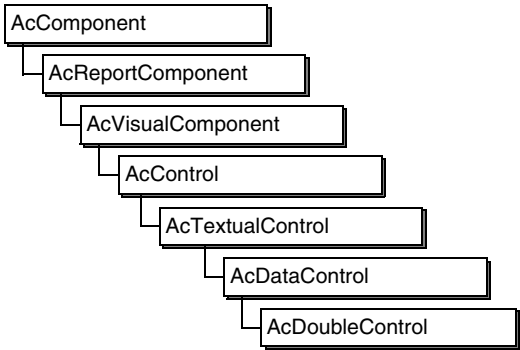 AcComponent
AcReportComponent
AcVisualComponent
AcControl
AcTextualControl
AcDataControl
AcDoubleControl